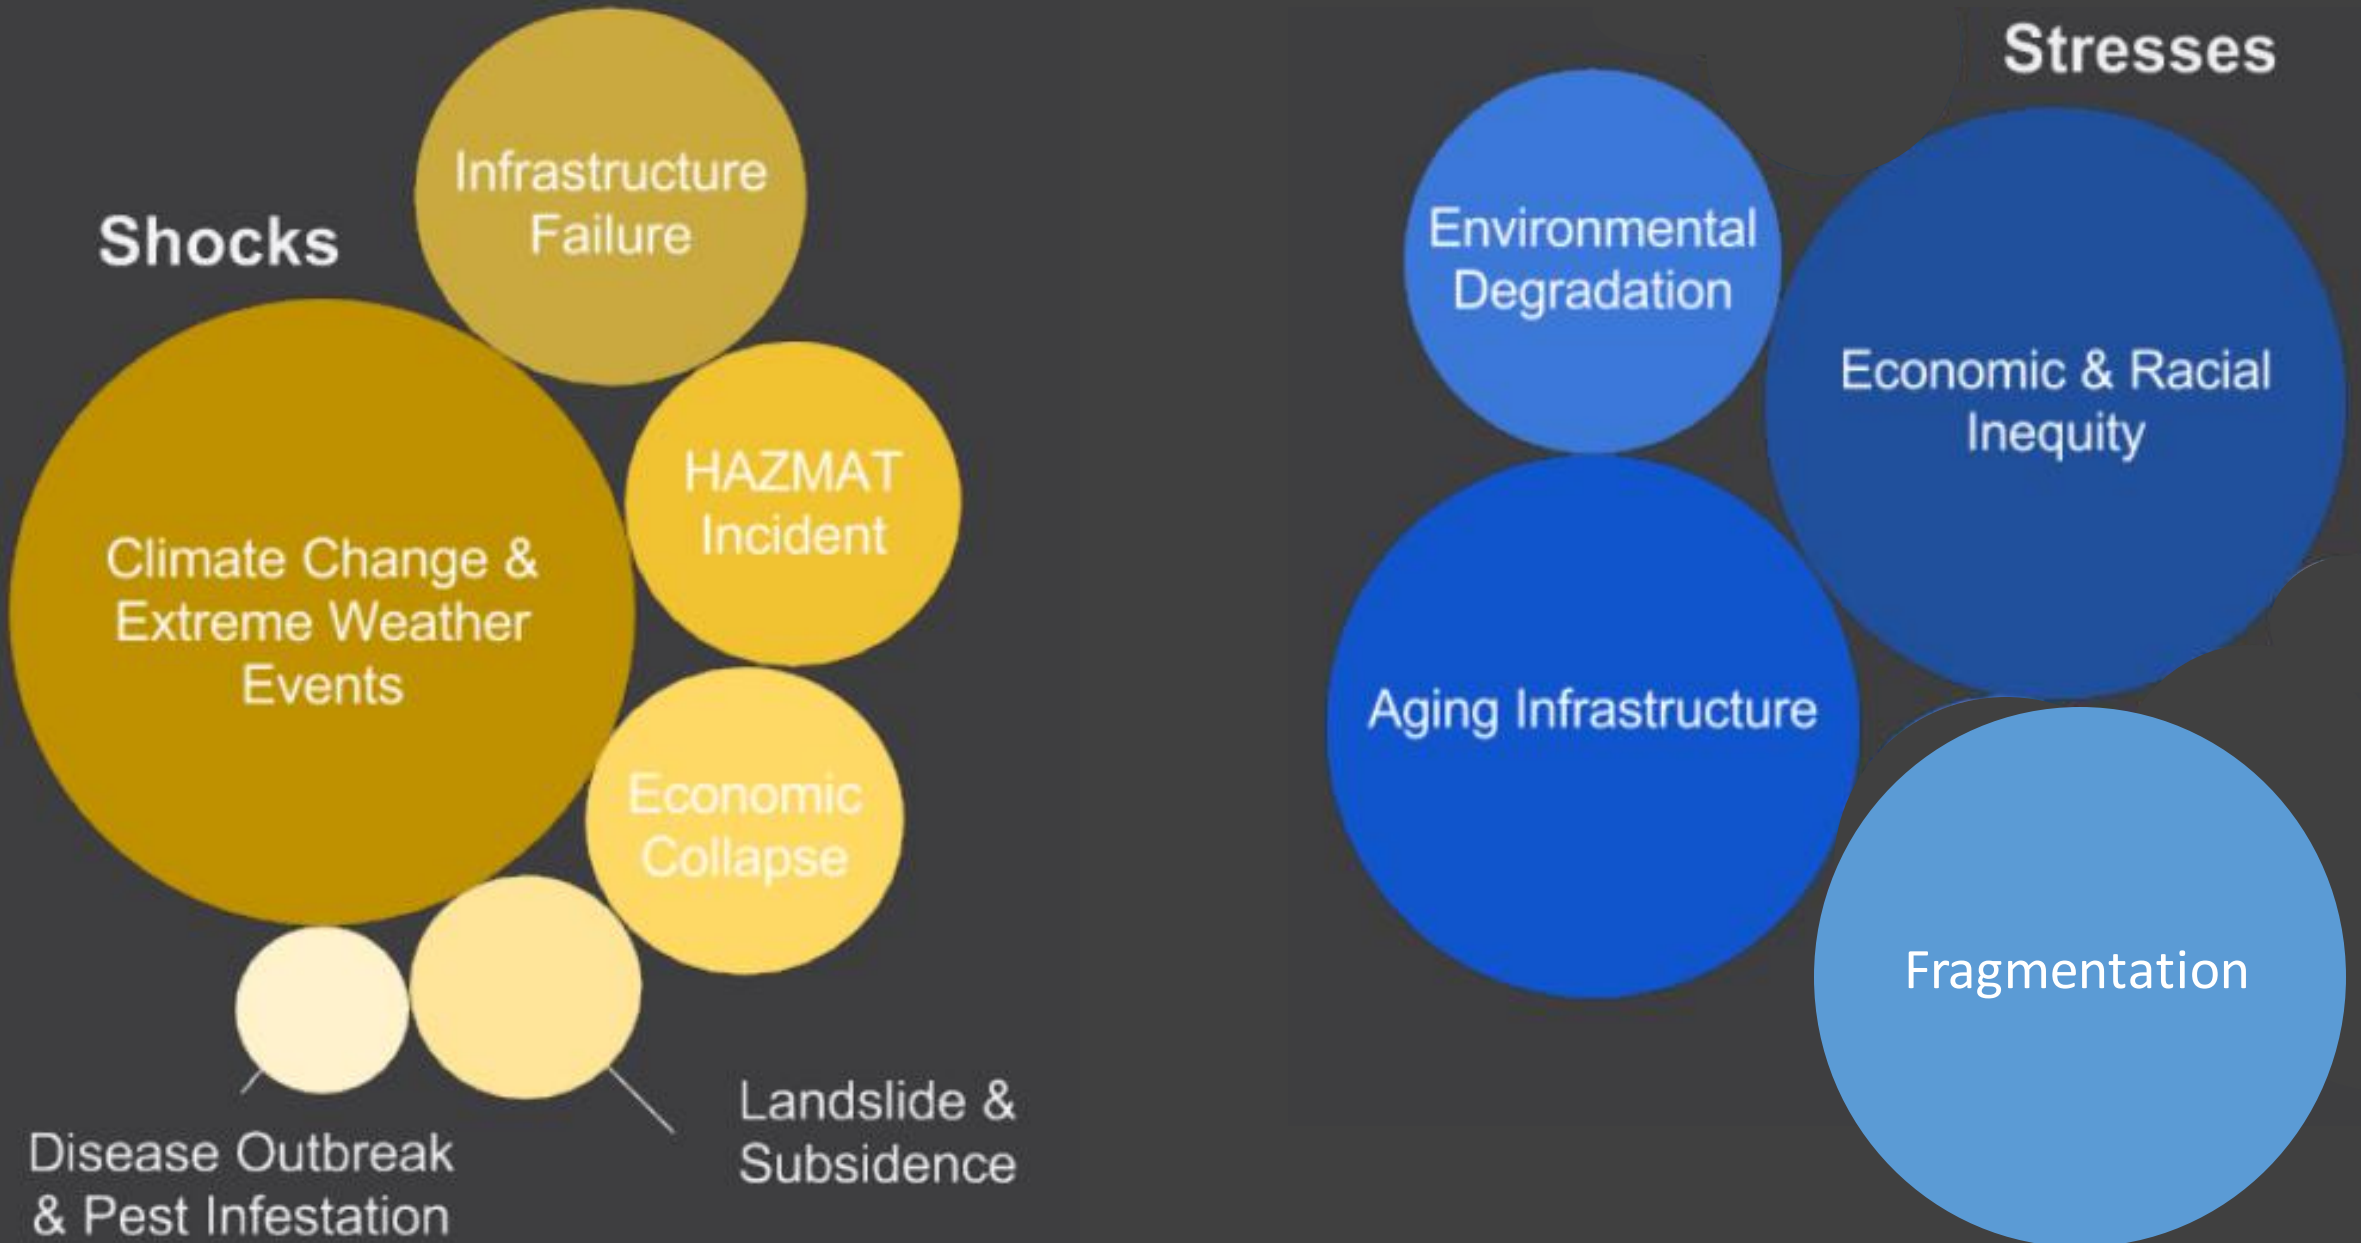 Shocks
Infrastructure
Failure
HAZMAT
Incident
Climate Change &
Extreme Weather
Events
Economic
Collapse
Landslide &
Subsidence
Disease Outbreak
& Pest Infestation
Stresses
Environmental
Degradation
Economic & Racial
Inequity
Aging Infrastructure
Fragmentation